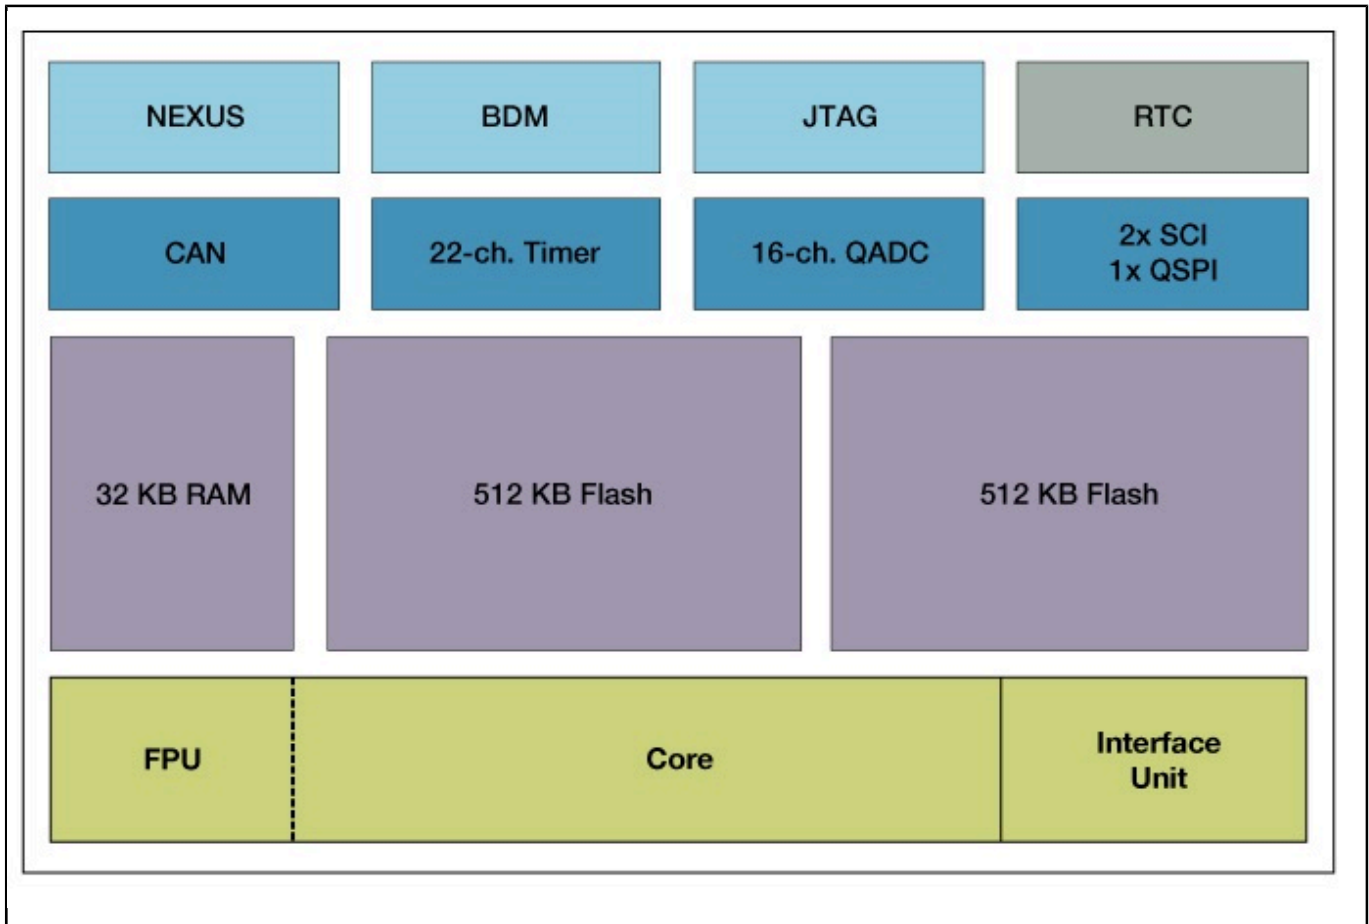 NEXUS
BDM
JTAG
RTC
CAN
22-ch. Timer
16-ch. QADC
2x SCI
1x QSPI
32 KB RAM
512 KB Flash
512 KB Flash
FPU
Core
Interface
Unit